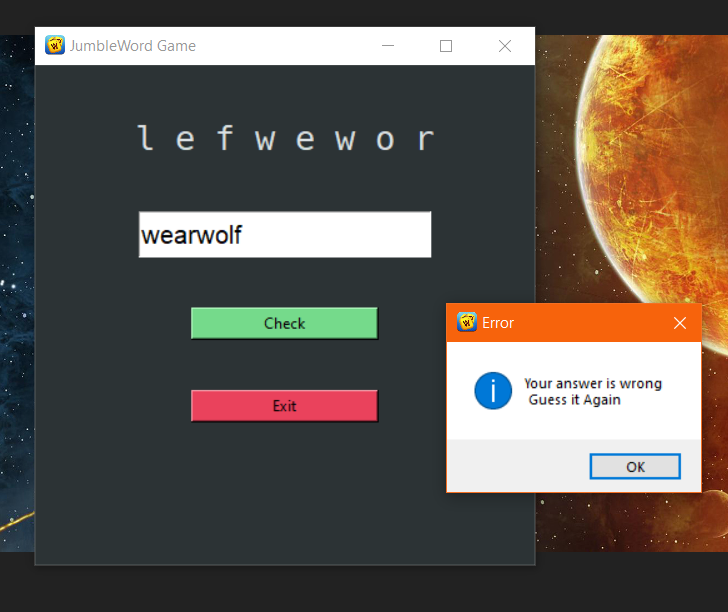 JumbleWord Game
l e f w e w o r
wearwolf
Check
Exit
Error
Your answer is wrong
Guess it Again
OK